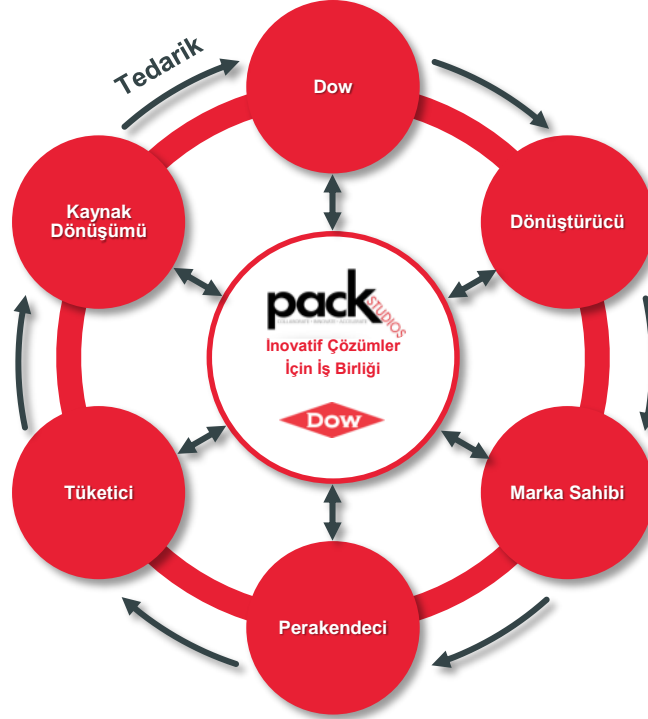 Tedarik
Dow
Dönüştürücü
Marka Sahibi
Perakendeci
Tüketici
Kaynak
Dönüşümü
pack
STUDIOS
İnovatif Çözümler
İçin İş Birliği
Dow